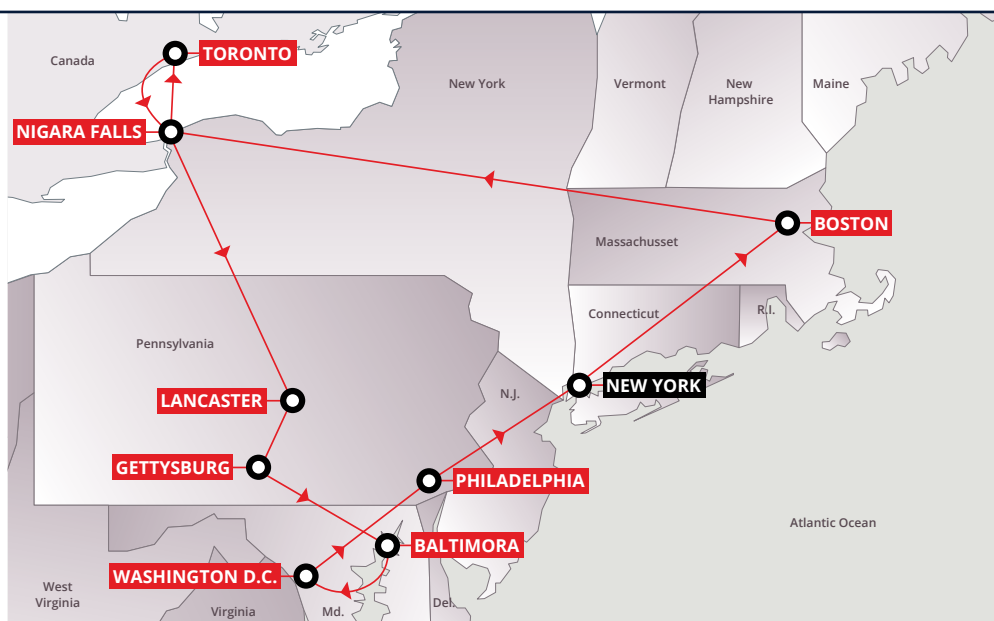 TORONTO
Canada
New York
Vermont
New
Hampshire
Maine
NIGARA FALLS
BOSTON
Massachusset
Connecticut
R.I.
Pennsylvania
NEW YORK
N.J.
LANCASTER
GETTYSBURG
PHILADELPHIA
Atlantic Ocean
BALTIMORA
WASHINGTON D.C.
West
Virginia
Virginia
Md.
Del.